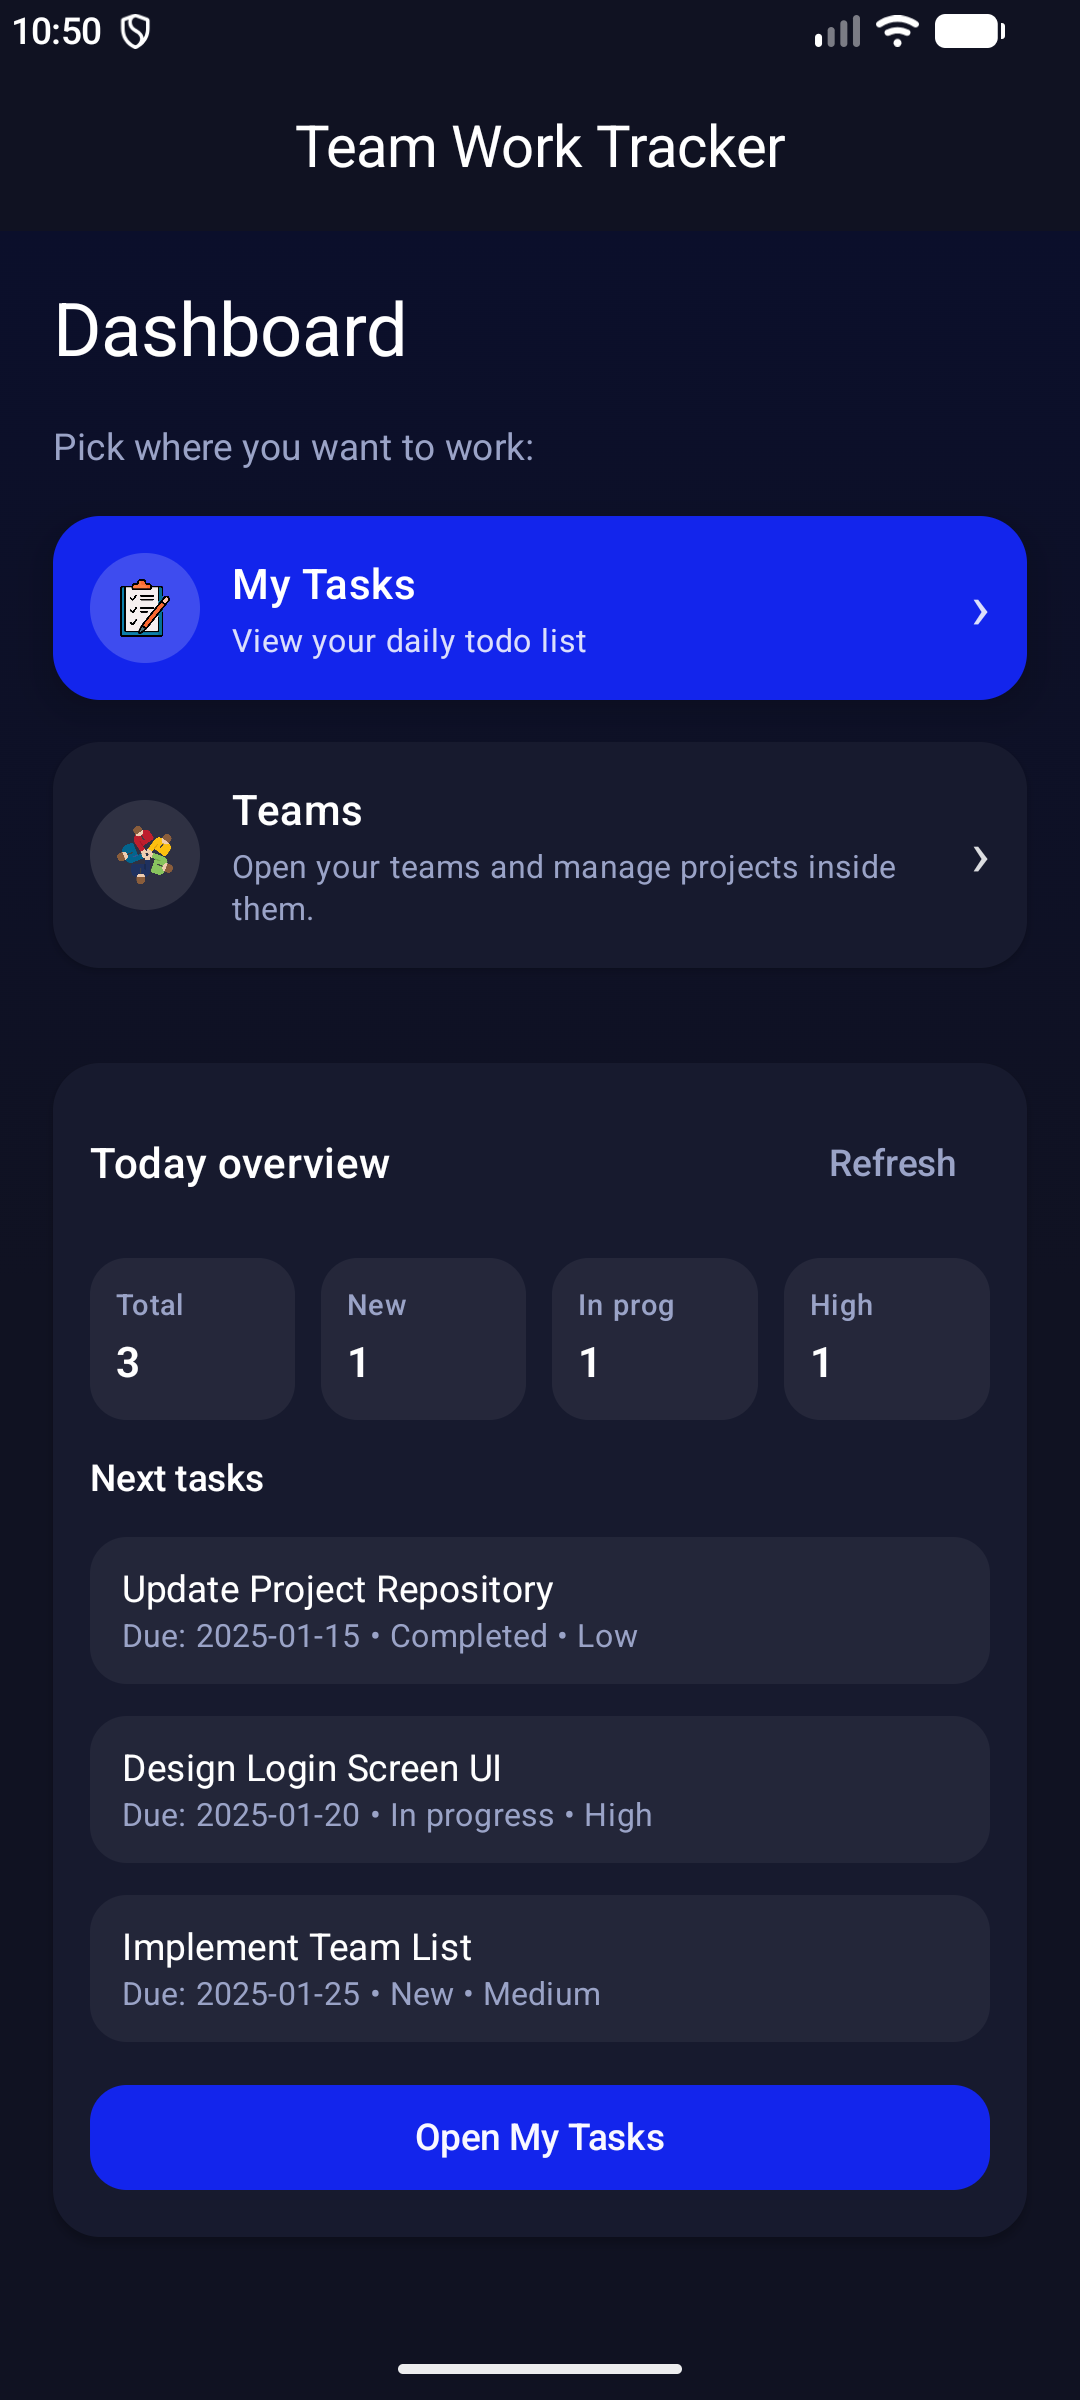 10:50
Team Work Tracker
Dashboard
Pick where you want to work:
My Tasks
View your daily todo list
Teams
Open your teams and manage projects inside
them.
Today overview
Refresh
Total
3
New
1
In prog
1
High
1
Next tasks
Update Project Repository
Due: 2025-01-15 • Completed • Low
Design Login Screen UI
Due: 2025-01-20 • In progress • High
Implement Team List
Due: 2025-01-25 • New • Medium
Open My Tasks